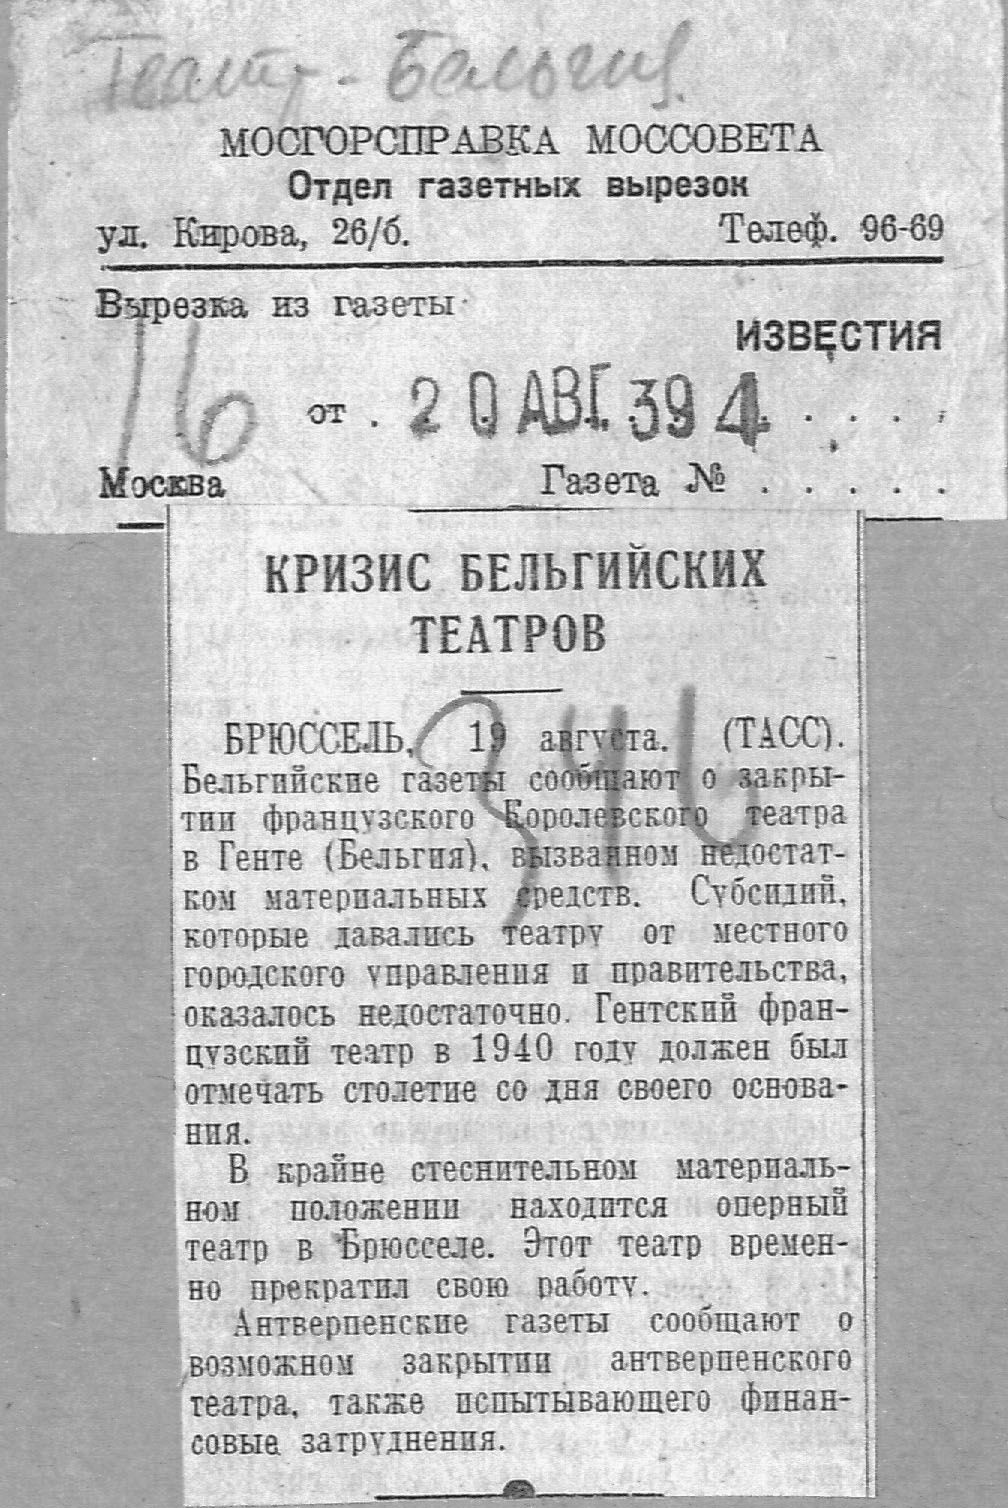 Театр - Бельгия
МОСГОРСПРАВКА МОССОВЕТА
Отдел газетных вырезок
ул. Кирова, 26/б. Телеф. 96-69
Вырезка из газеты
ИЗВЕСТИЯ
16
от . 20 АВГ. 39 4 . . . .
Москва Газета № . . . . .
КРИЗИС БЕЛЬГИЙСКИХ
ТЕАТРОВ
346
БРЮССЕЛЬ, 19 августа. (ТАСС).
Бельгийские газеты сообщают о закры-
тии французского Королевского театра
в Генте (Бельгия), вызванном недостат-
ком материальных средств. Субсидий,
которые давались театру от местного
городского управления и правительства,
оказалось недостаточно. Гентский фран-
цузский театр в 1940 году должен был
отмечать столетие со дня своего основа-
ния.
В крайне стеснительном материаль-
ном положении находится оперный
театр в Брюсселе. Этот театр времен-
но прекратил свою работу.
Антверпенские газеты сообщают о
возможном закрытии антверпенского
театра, также испытывающего финан-
совые затруднения.